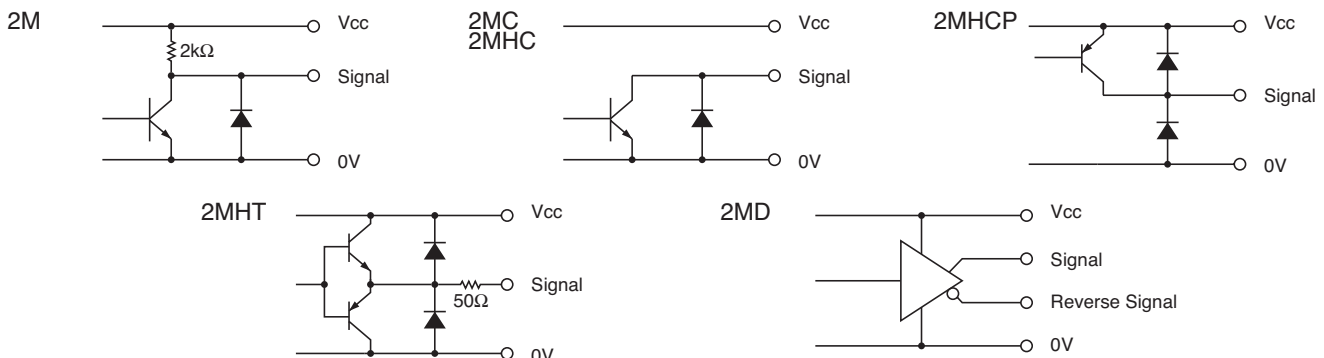 2M
Vcc
2kΩ
Signal
0V
2MC
2MHC
Vcc
Signal
0V
2MHCP
Vcc
Signal
0V
2MHT
Vcc
Signal
50Ω
0V
2MD
Vcc
Signal
Reverse Signal
0V